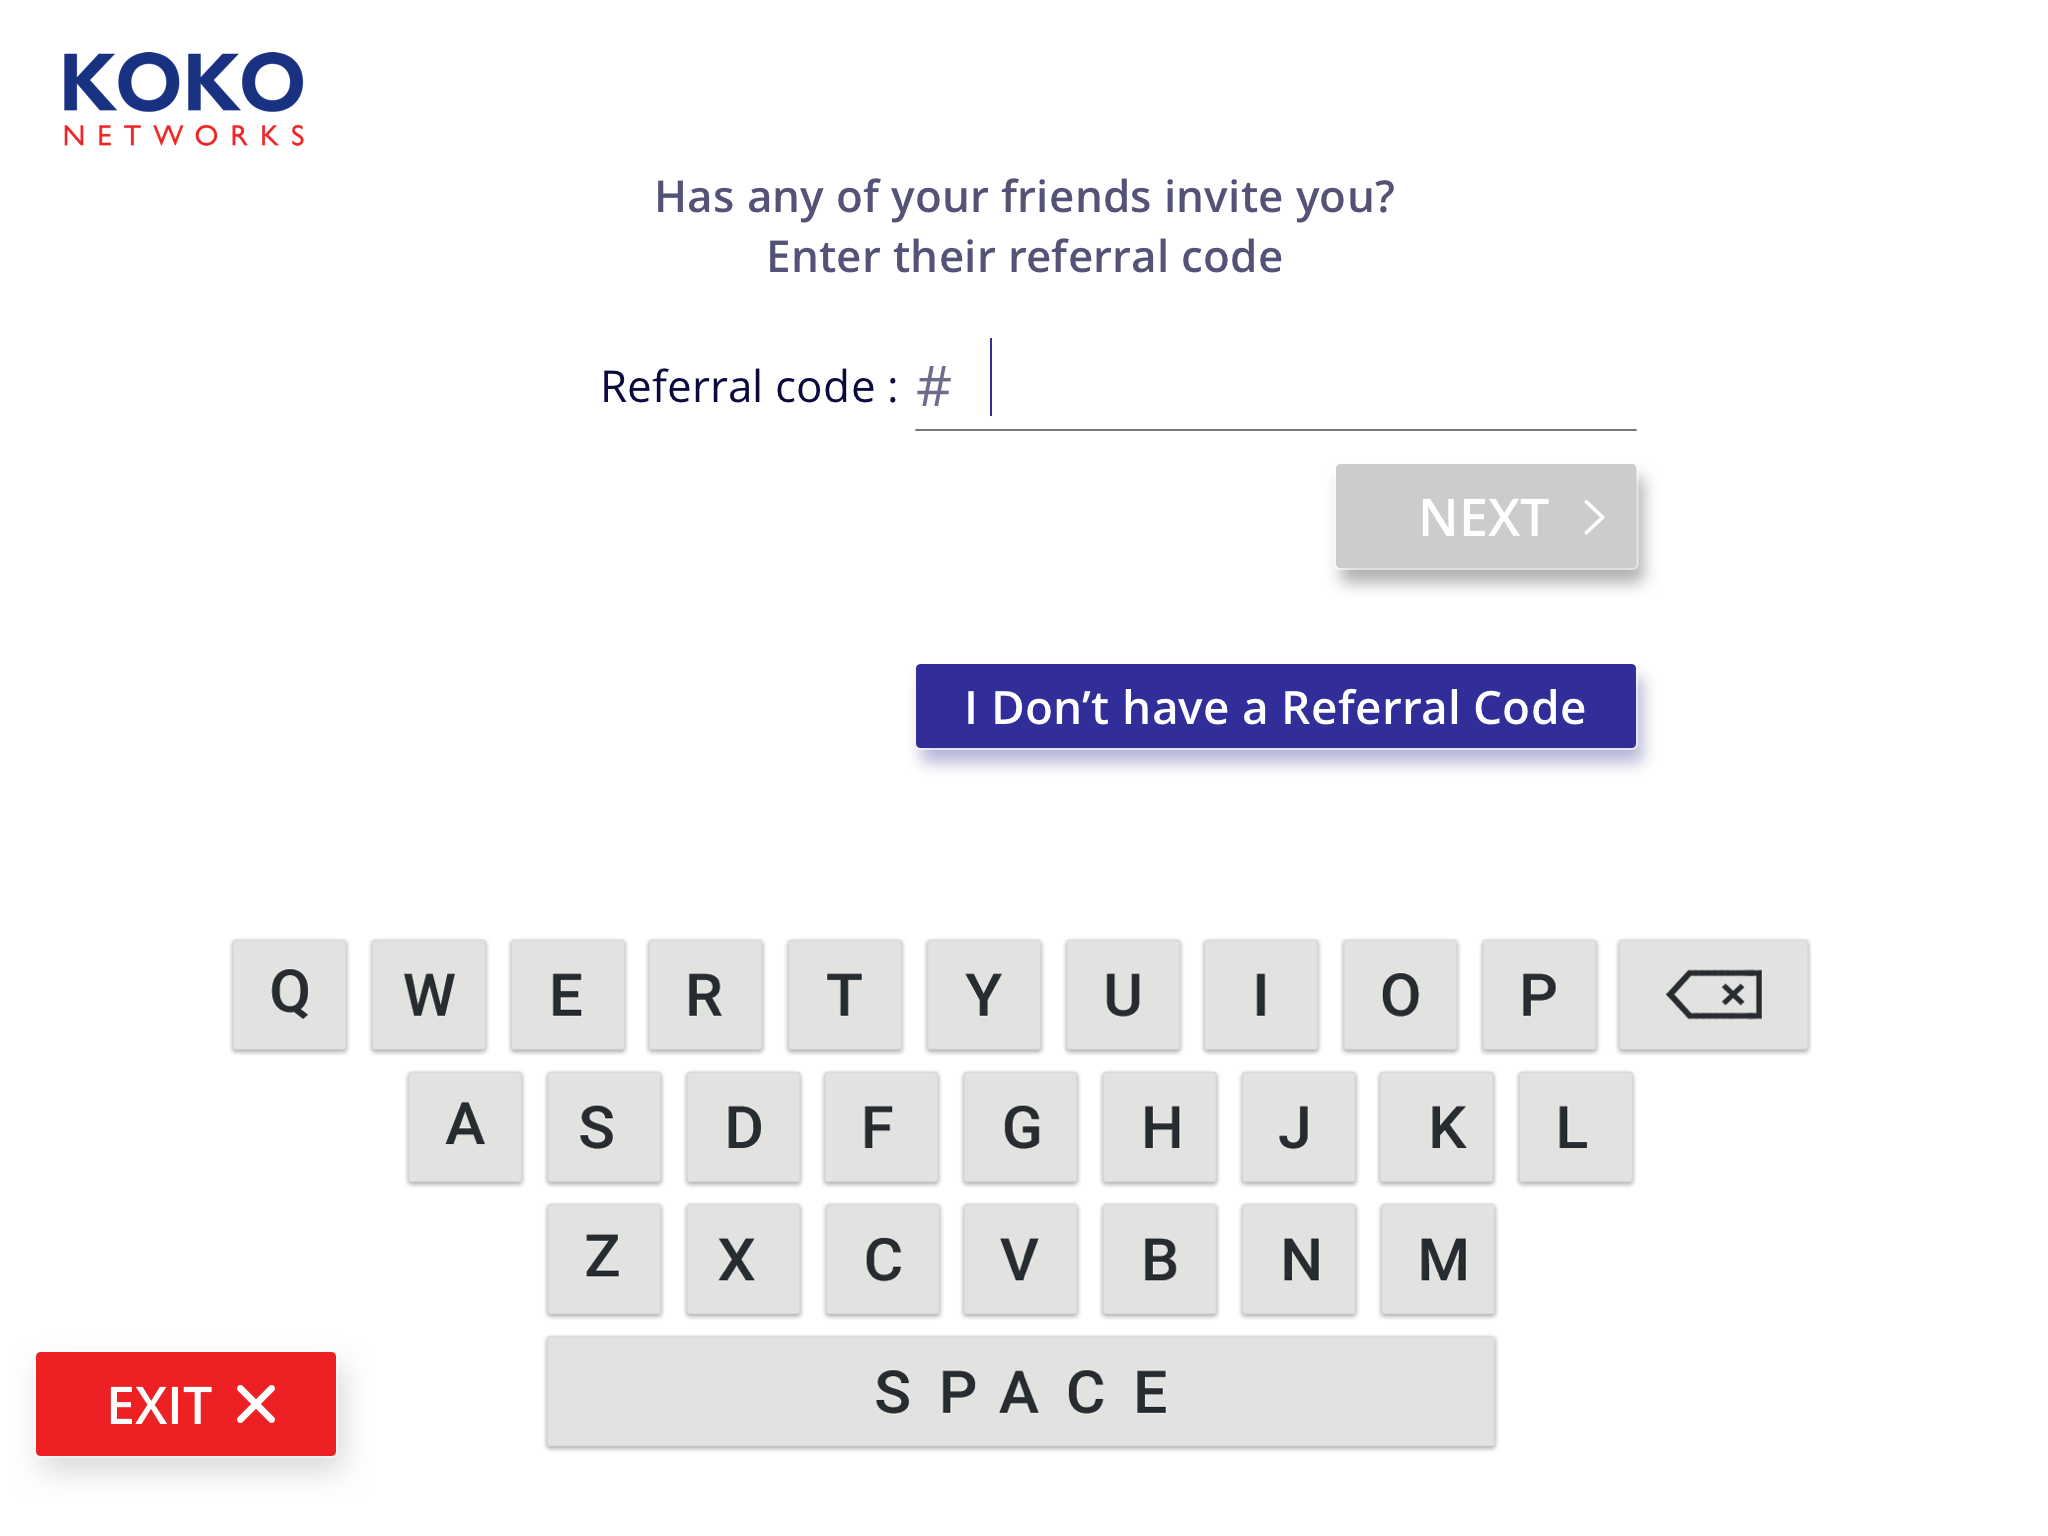 KOKO
NETWORKS
Has any of your friends invite you?
Enter their referral code
Referral code : #
NEXT
I Don’t have a Referral Code
Q W E R T Y U I O P
A S D F G H J K L
Z X C V B N M
SPACE
EXIT